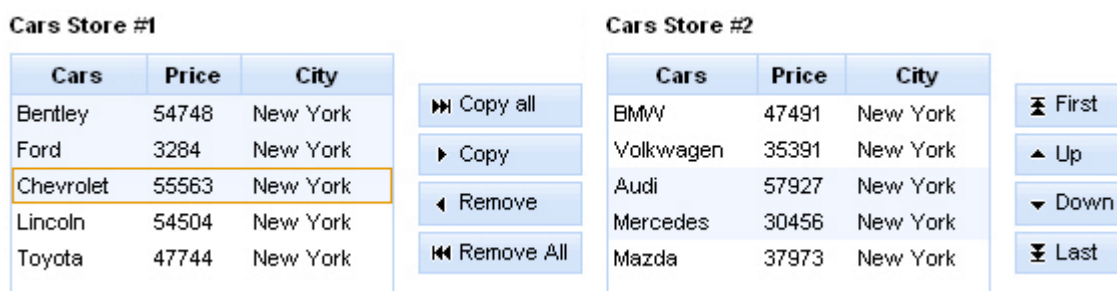 Cars Store #1
Cars Price City
Bentley 54748 New York
Ford 3284 New York
Chevrolet 55563 New York
Lincoln 54504 New York
Toyota 47744 New York
Copy all
Copy
Remove
Remove All
Cars Store #2
Cars Price City
BMW 47491 New York
Volkwagen 35391 New York
Audi 57927 New York
Mercedes 30456 New York
Mazda 37973 New York
First
Up
Down
Last